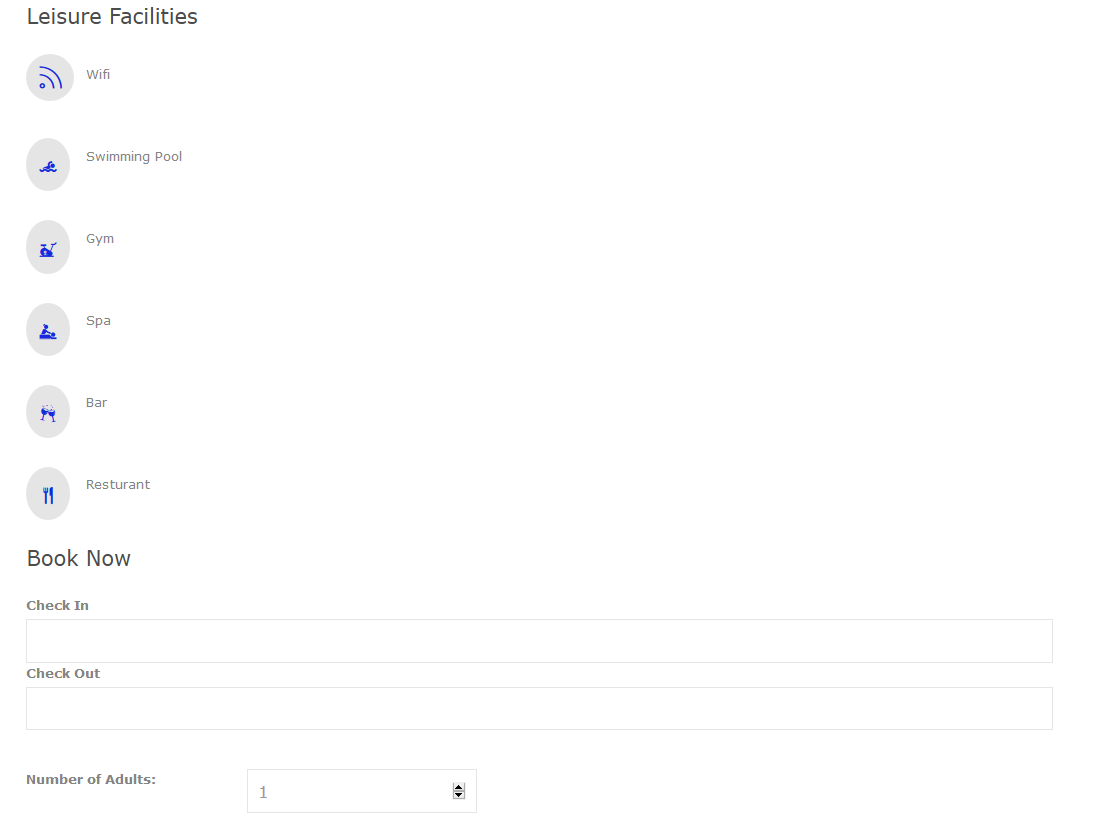 Leisure Facilities
Wifi
Swimming Pool
Gym
Spa
Bar
Resturant
Book Now
Check In
Check Out
Number of Adults: 1